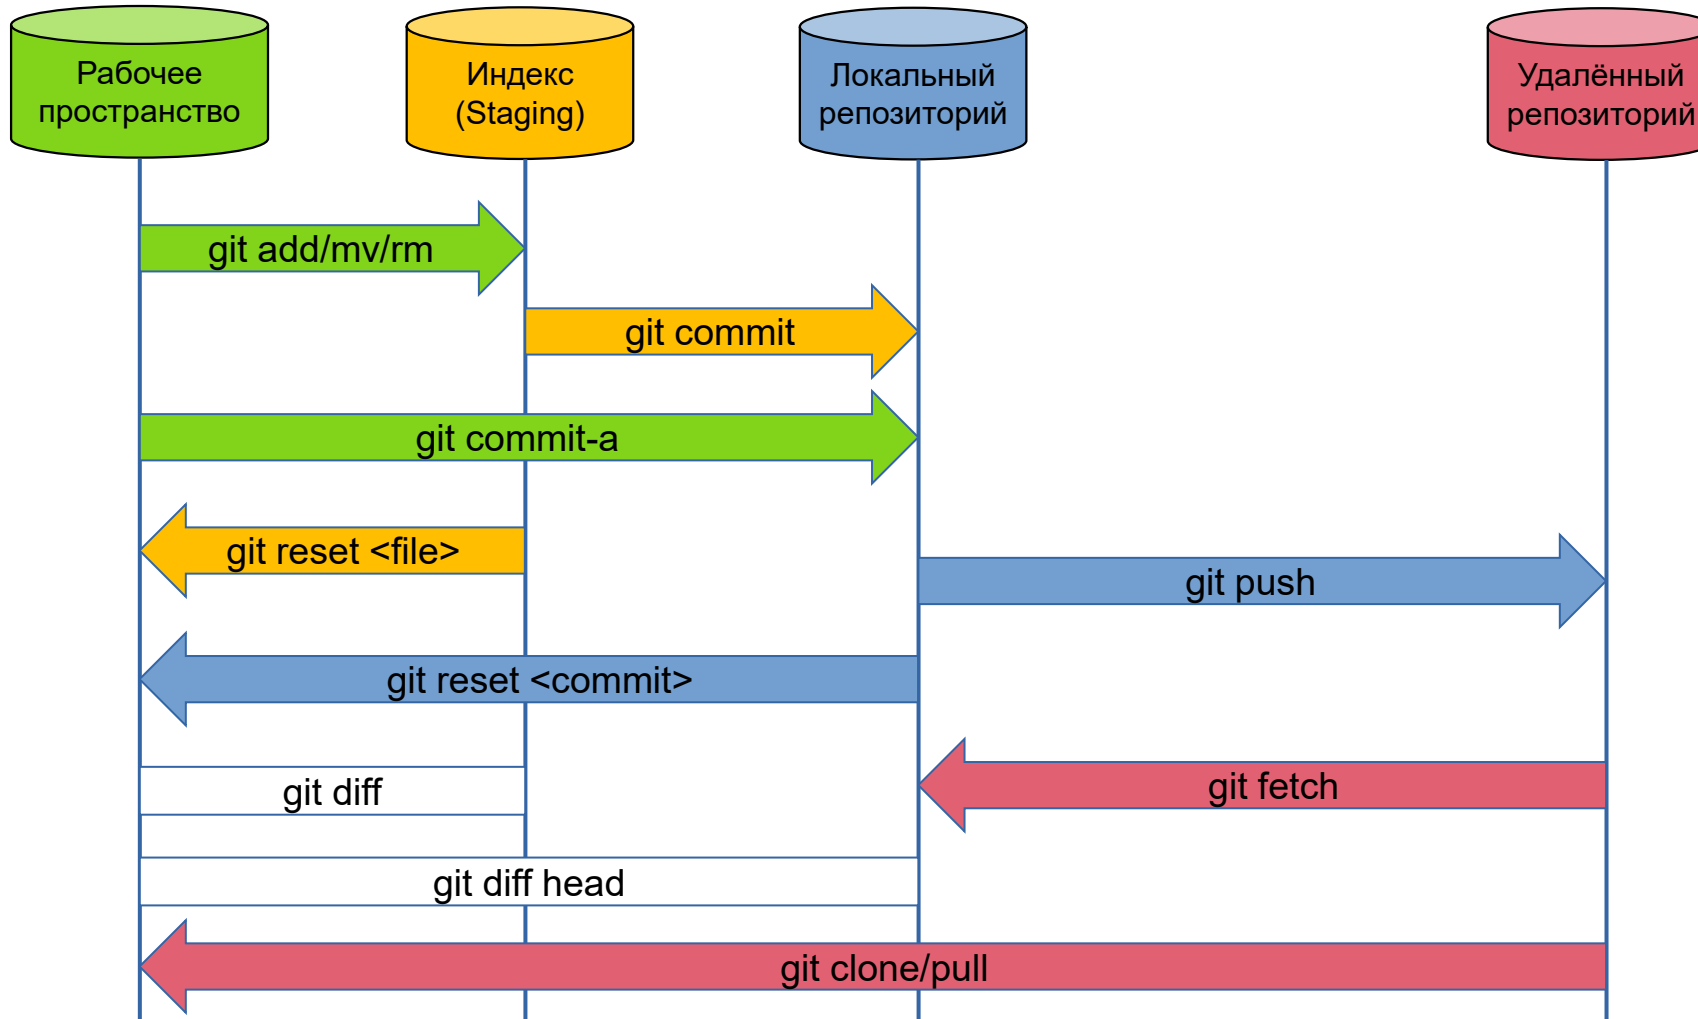 Рабочее
пространство
Индекс
(Staging)
Локальный
репозиторий
Удалённый
репозиторий
git add/mv/rm
git commit
git commit-a
git reset <file>
git push
git reset <commit>
git fetch
git diff
git diff head
git clone/pull